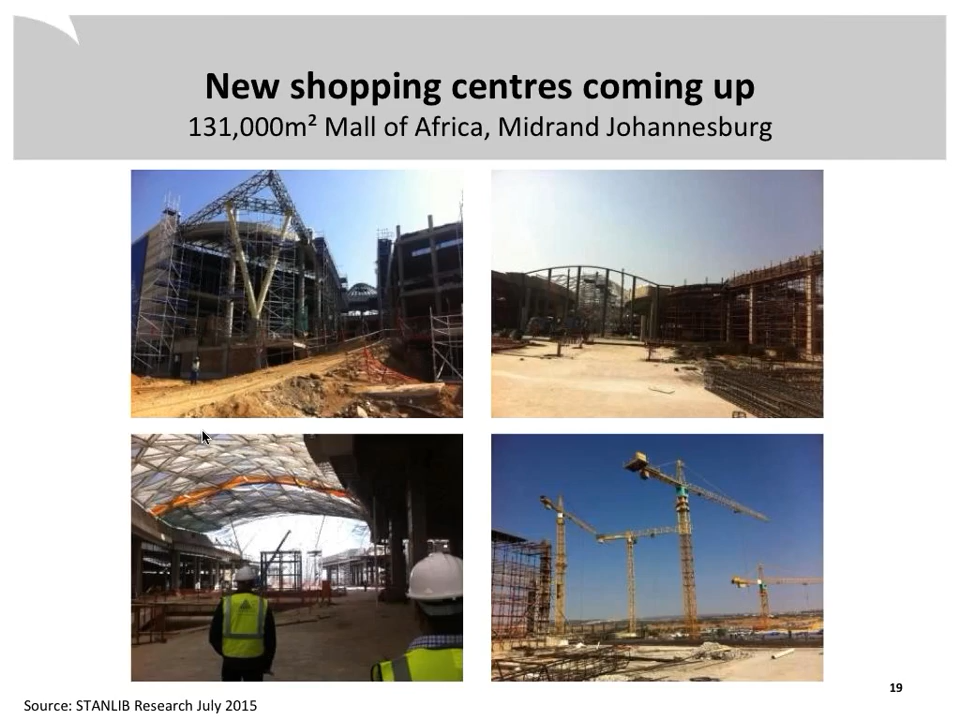 New shopping centres coming up
131,000m² Mall of Africa, Midrand Johannesburg
19
Source: STANLIB Research July 2015